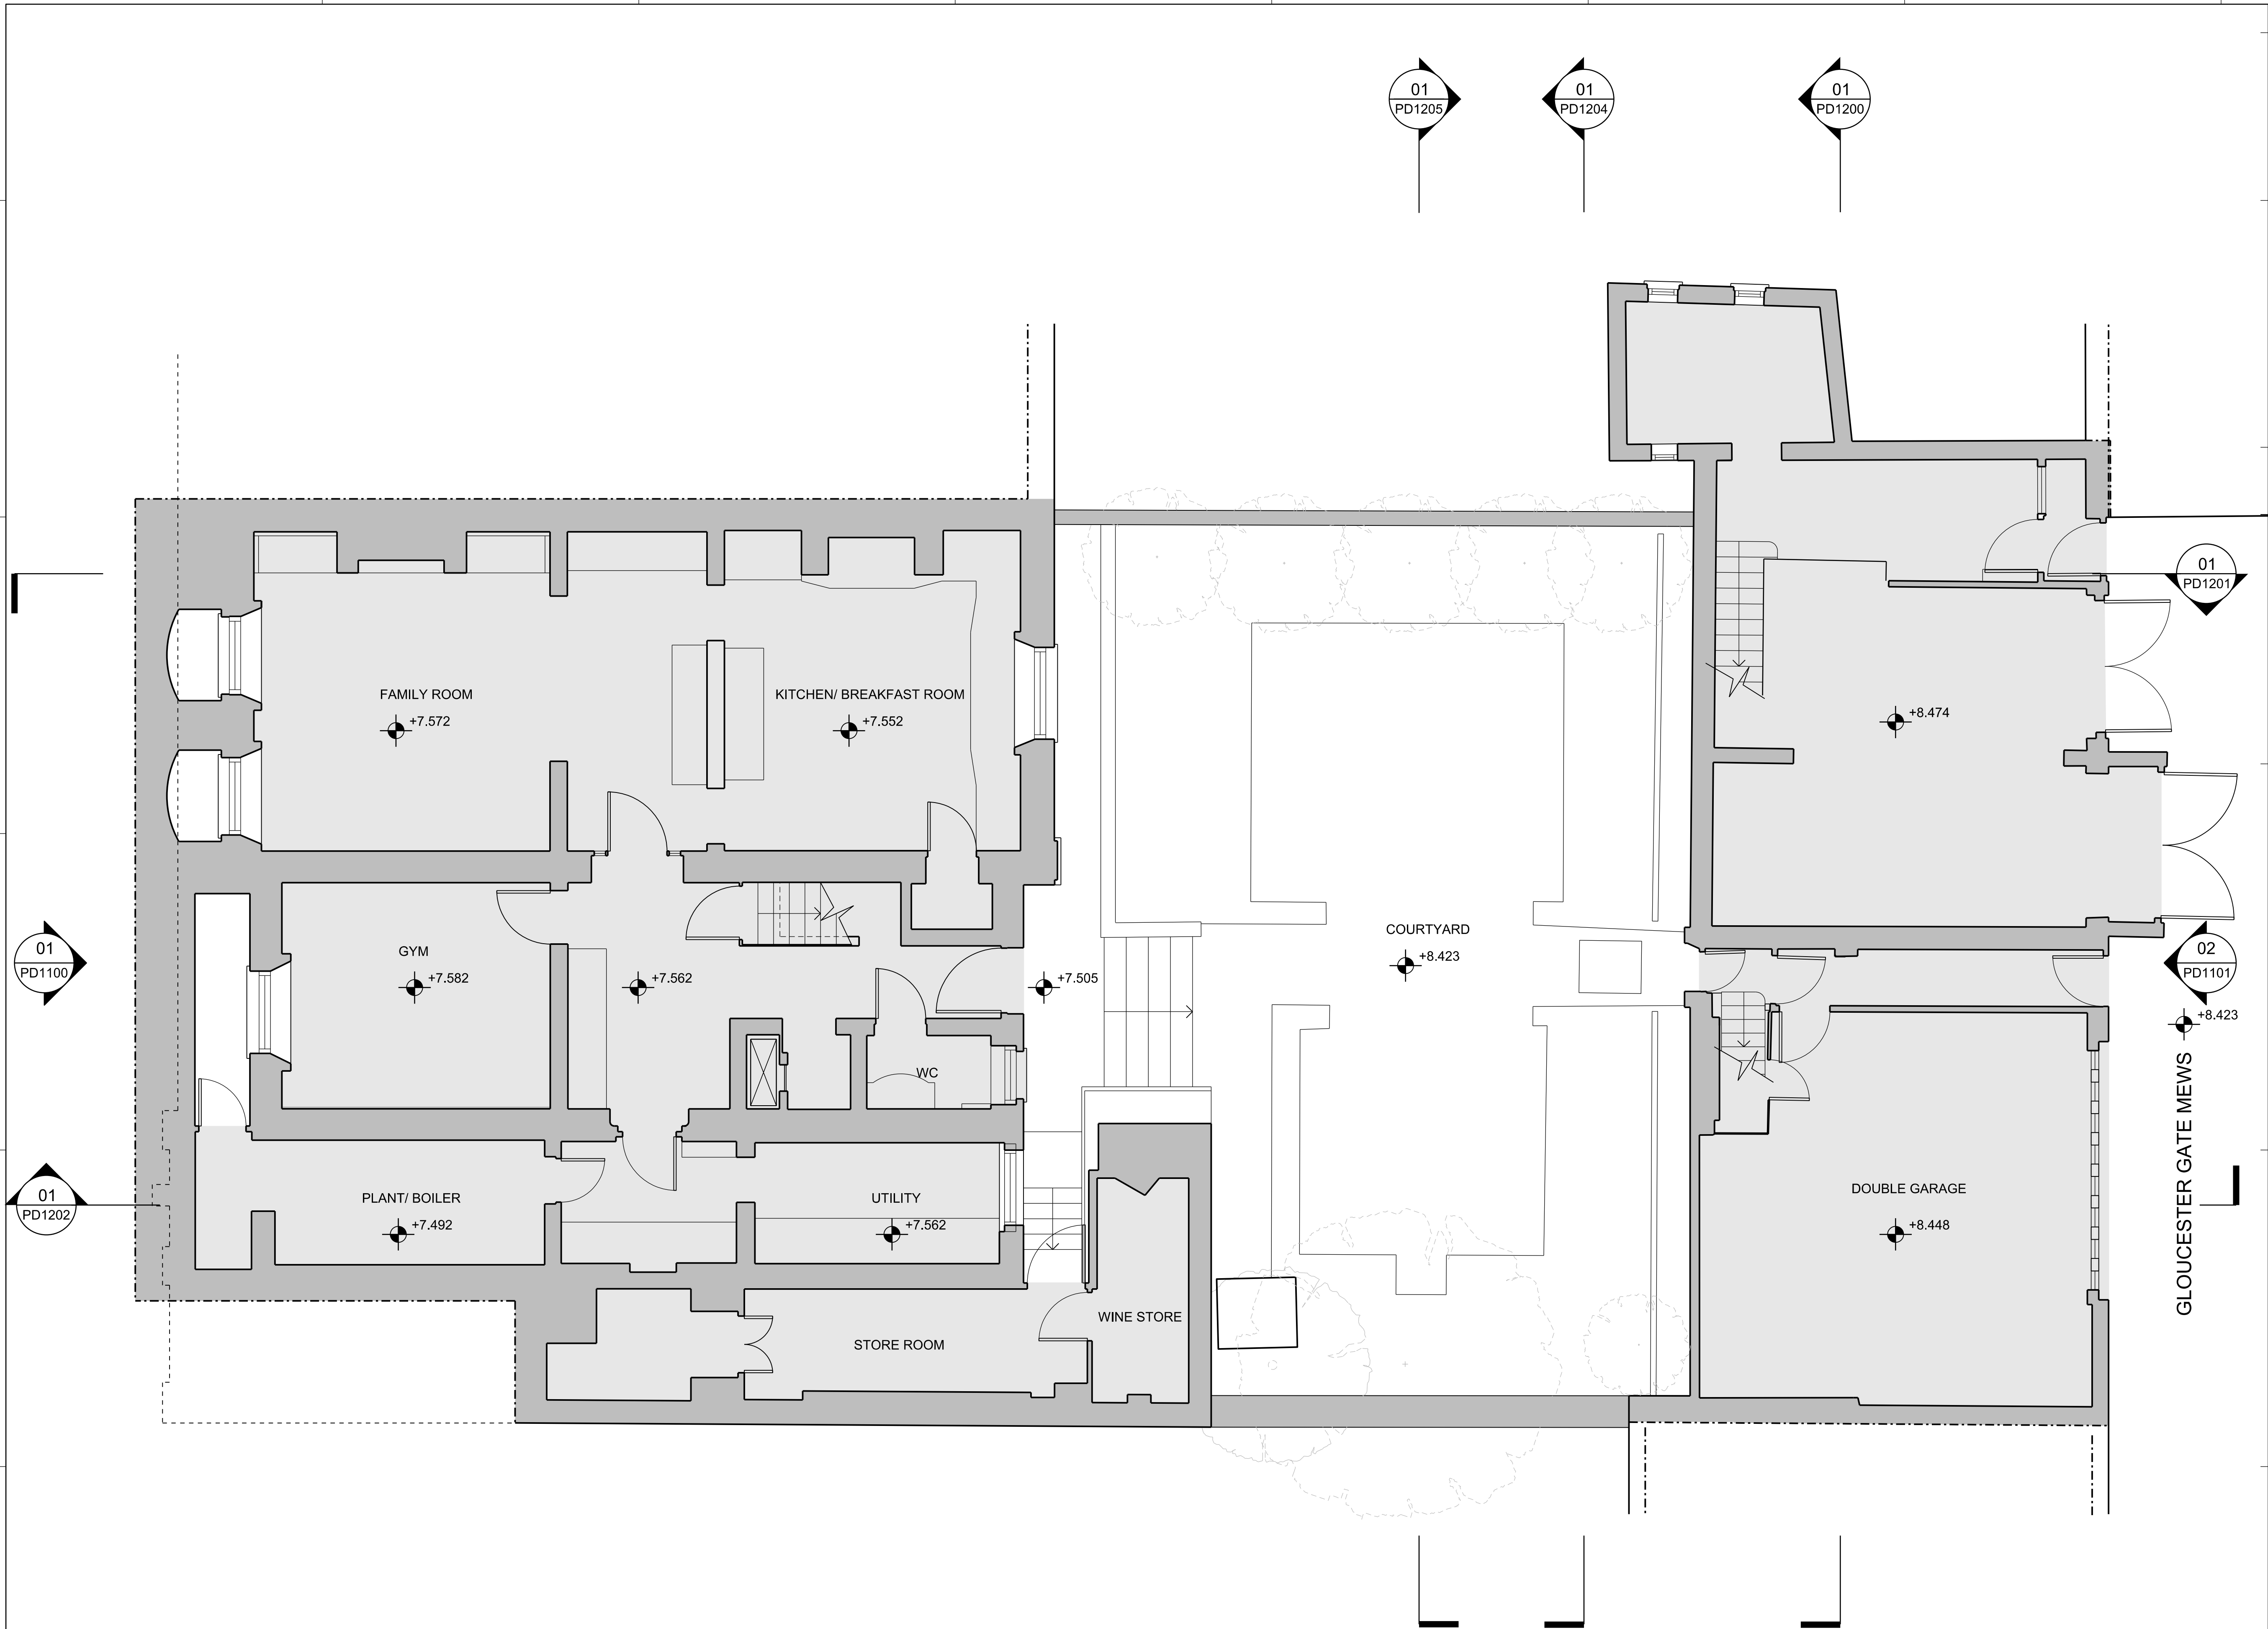 01
PD1205
01
PD1204
01
PD1200
01
PD1201
FAMILY ROOM
+7.572
KITCHEN/ BREAKFAST ROOM
+7.552
+8.474
01
PD1100
GYM
+7.582
+7.562
+7.505
COURTYARD
+8.423
02
PD1101
+8.423
GLOUCESTER GATE MEWS
WC
01
PD1202
PLANT/ BOILER
+7.492
UTILITY
+7.562
DOUBLE GARAGE
+8.448
WINE STORE
STORE ROOM